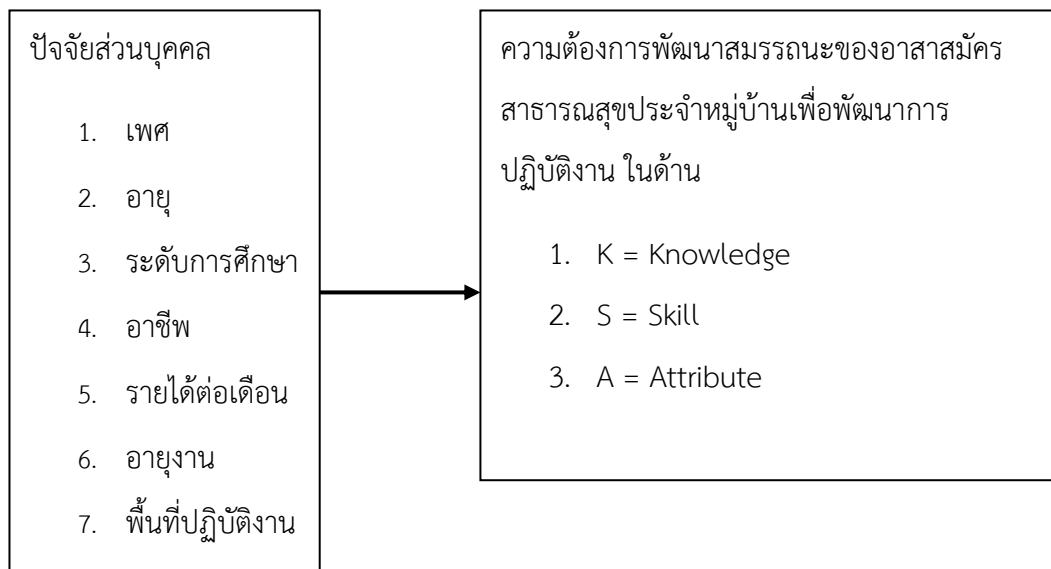 ปัจจัยส่วนบุคคล
1. เพศ
2. อายุ
3. ระดับการศึกษา
4. อาชีพ
5. รายได้ต่อเดือน
6. อายุงาน
7. พื้นที่ปฏิบัติงาน
ความต้องการพัฒนาสมรรถนะของอาสาสมัคร
สาธารณสุขประจำหมู่บ้านเพื่อพัฒนาการ
ปฏิบัติงาน ในด้าน
1. K = Knowledge
2. S = Skill
3. A = Attribute